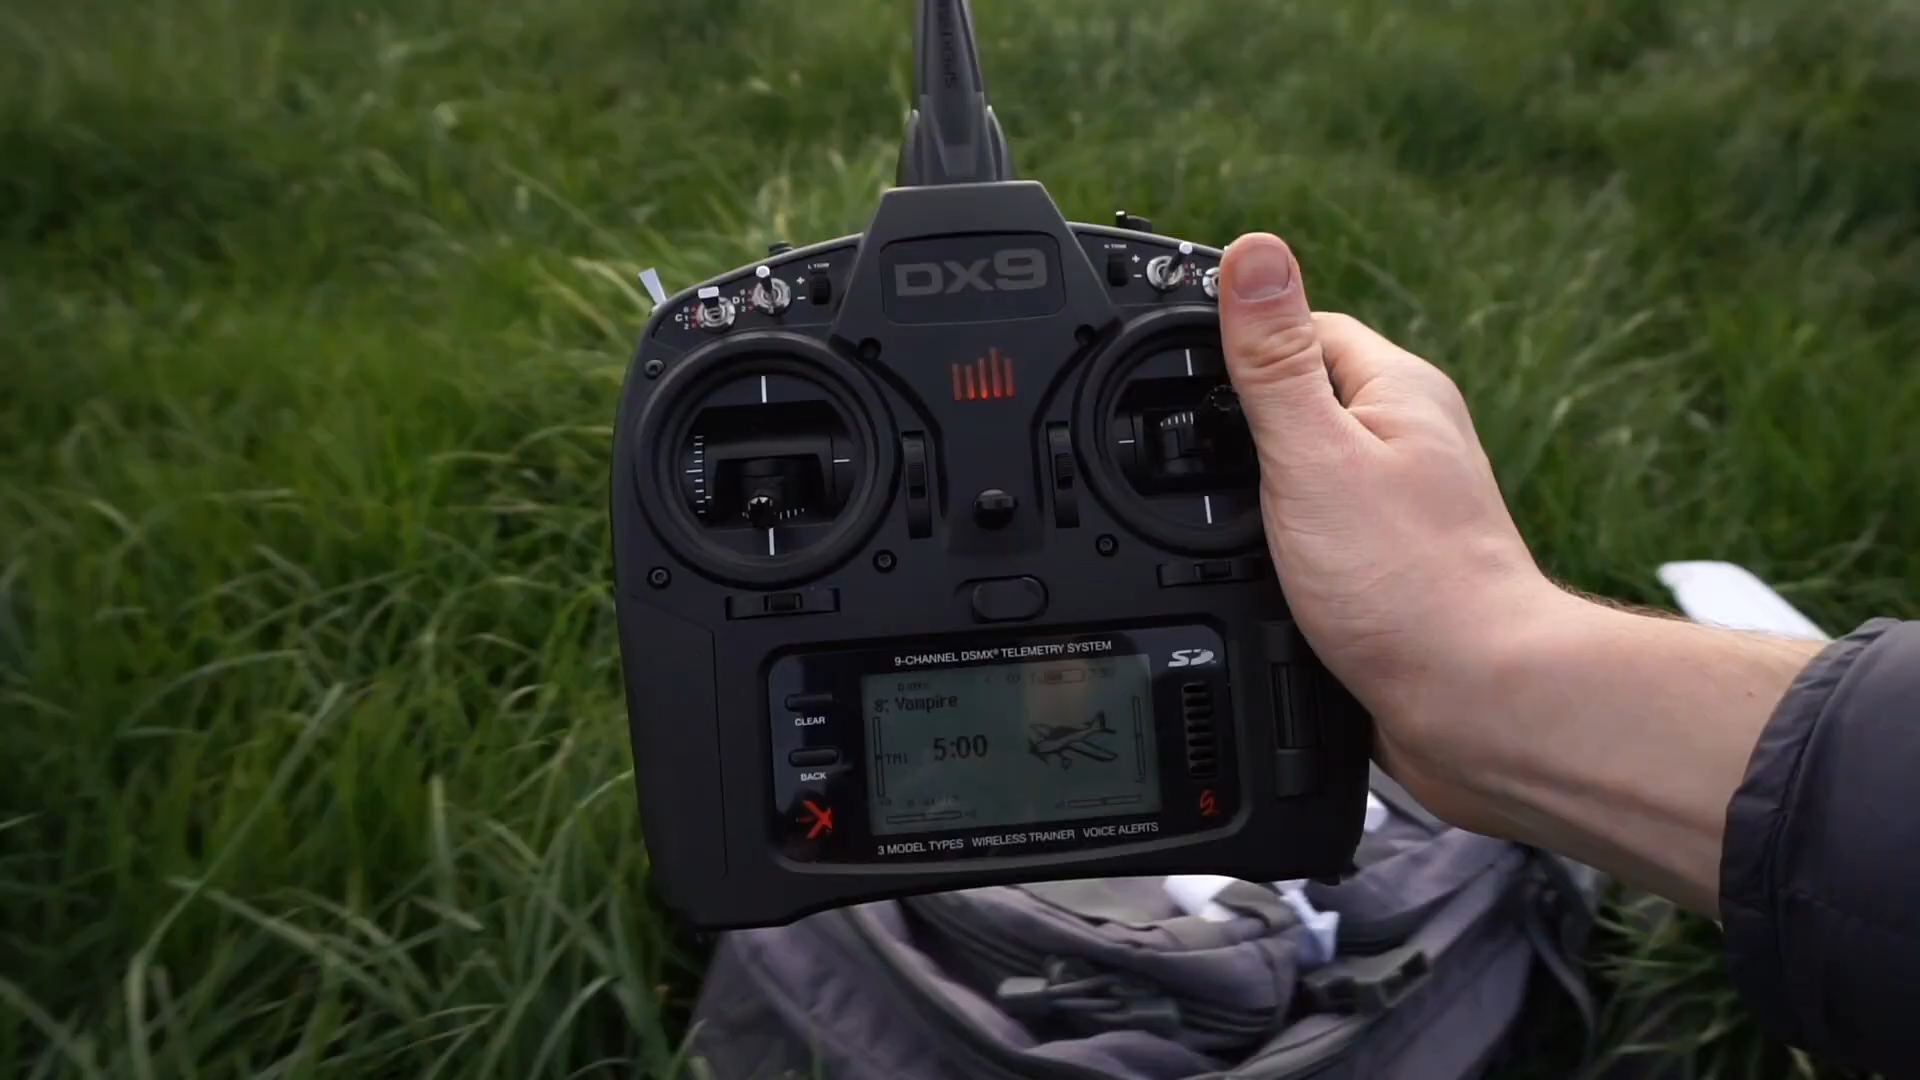 DX9
9-CHANNEL DSMX® TELEMETRY SYSTEM
SD
8: Vampire
5:00
CLEAR
BACK
3 MODEL TYPES WIRELESS TRAINER VOICE ALERTS